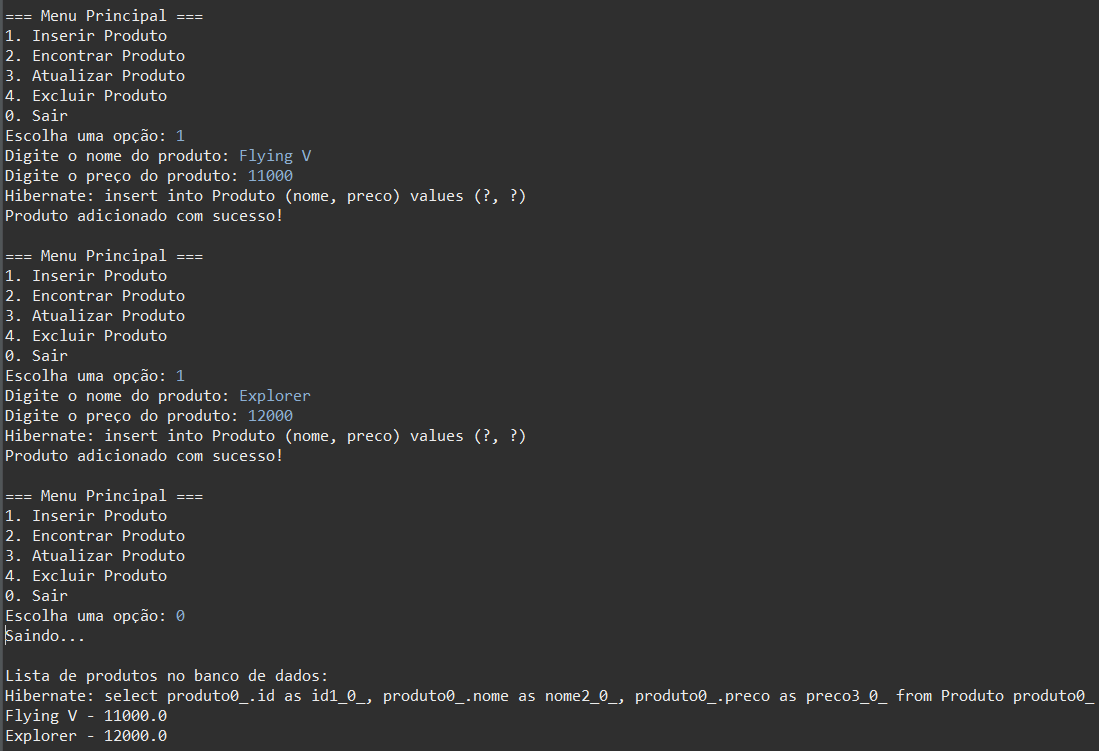 === Menu Principal ===
1. Inserir Produto
2. Encontrar Produto
3. Atualizar Produto
4. Excluir Produto
0. Sair
Escolha uma opção: 1
Digite o nome do produto: Flying V
Digite o preço do produto: 11000
Hibernate: insert into Produto (nome, preco) values (?, ?)
Produto adicionado com sucesso!

=== Menu Principal ===
1. Inserir Produto
2. Encontrar Produto
3. Atualizar Produto
4. Excluir Produto
0. Sair
Escolha uma opção: 1
Digite o nome do produto: Explorer
Digite o preço do produto: 12000
Hibernate: insert into Produto (nome, preco) values (?, ?)
Produto adicionado com sucesso!

=== Menu Principal ===
1. Inserir Produto
2. Encontrar Produto
3. Atualizar Produto
4. Excluir Produto
0. Sair
Escolha uma opção: 0
Saindo...

Lista de produtos no banco de dados:
Hibernate: select produto0_.id as id1_0_, produto0_.nome as nome2_0_, produto0_.preco as preco3_0_ from Produto produto0_
Flying V - 11000.0
Explorer - 12000.0